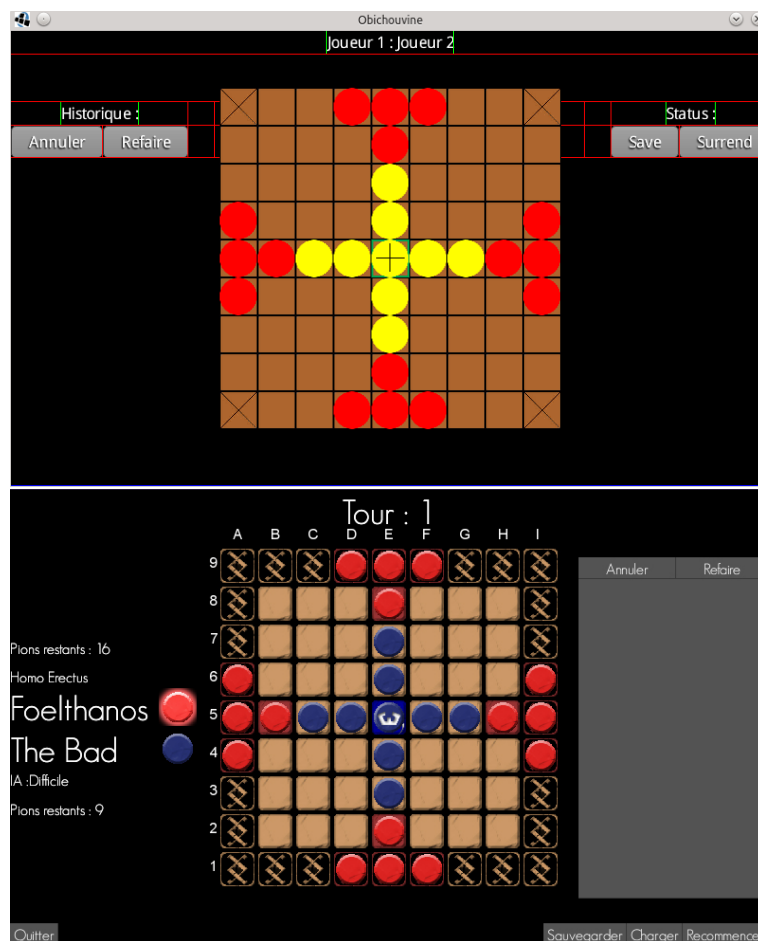 Obichouvine
Joueur 1 : Joueur 2
Historique :
Status :
Annuler Refaire
Save Surrend
Tour : 1
A B C D E F G H I
9
Annuler Refaire
8
7
Pions restants : 16
6
Homo Erectus
Foelthanos
5
The Bad
4
IA :Difficile
3
Pions restants : 9
2
1
Quitter
Sauvegarder Charger Recommence